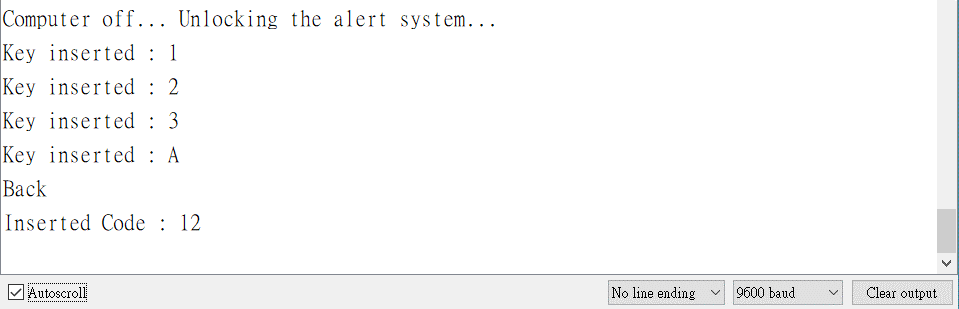 Computer off... Unlocking the alert system...
Key inserted : 1
Key inserted : 2
Key inserted : 3
Key inserted : A
Back
Inserted Code : 12
Autoscroll
No line ending
9600 baud
Clear output